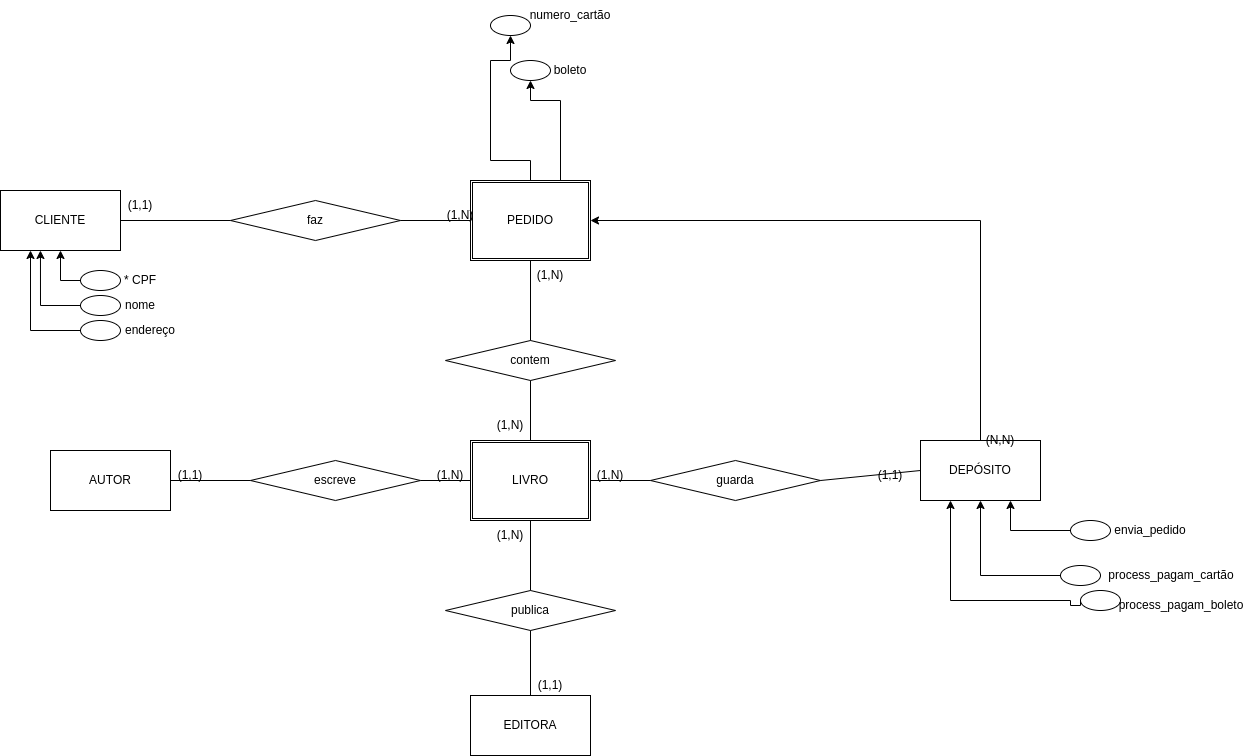 numero_cartão
boleto
CLIENTE
(1,1)
faz
(1,N)
PEDIDO
(1,N)
* CPF
nome
endereço
contem
(1,N)
(N,N)
AUTOR
(1,1)
escreve
(1,N)
LIVRO
(1,N)
guarda
(1,1)
DEPÓSITO
(1,N)
envia_pedido
process_pagam_cartão
process_pagam_boleto
publica
(1,1)
EDITORA